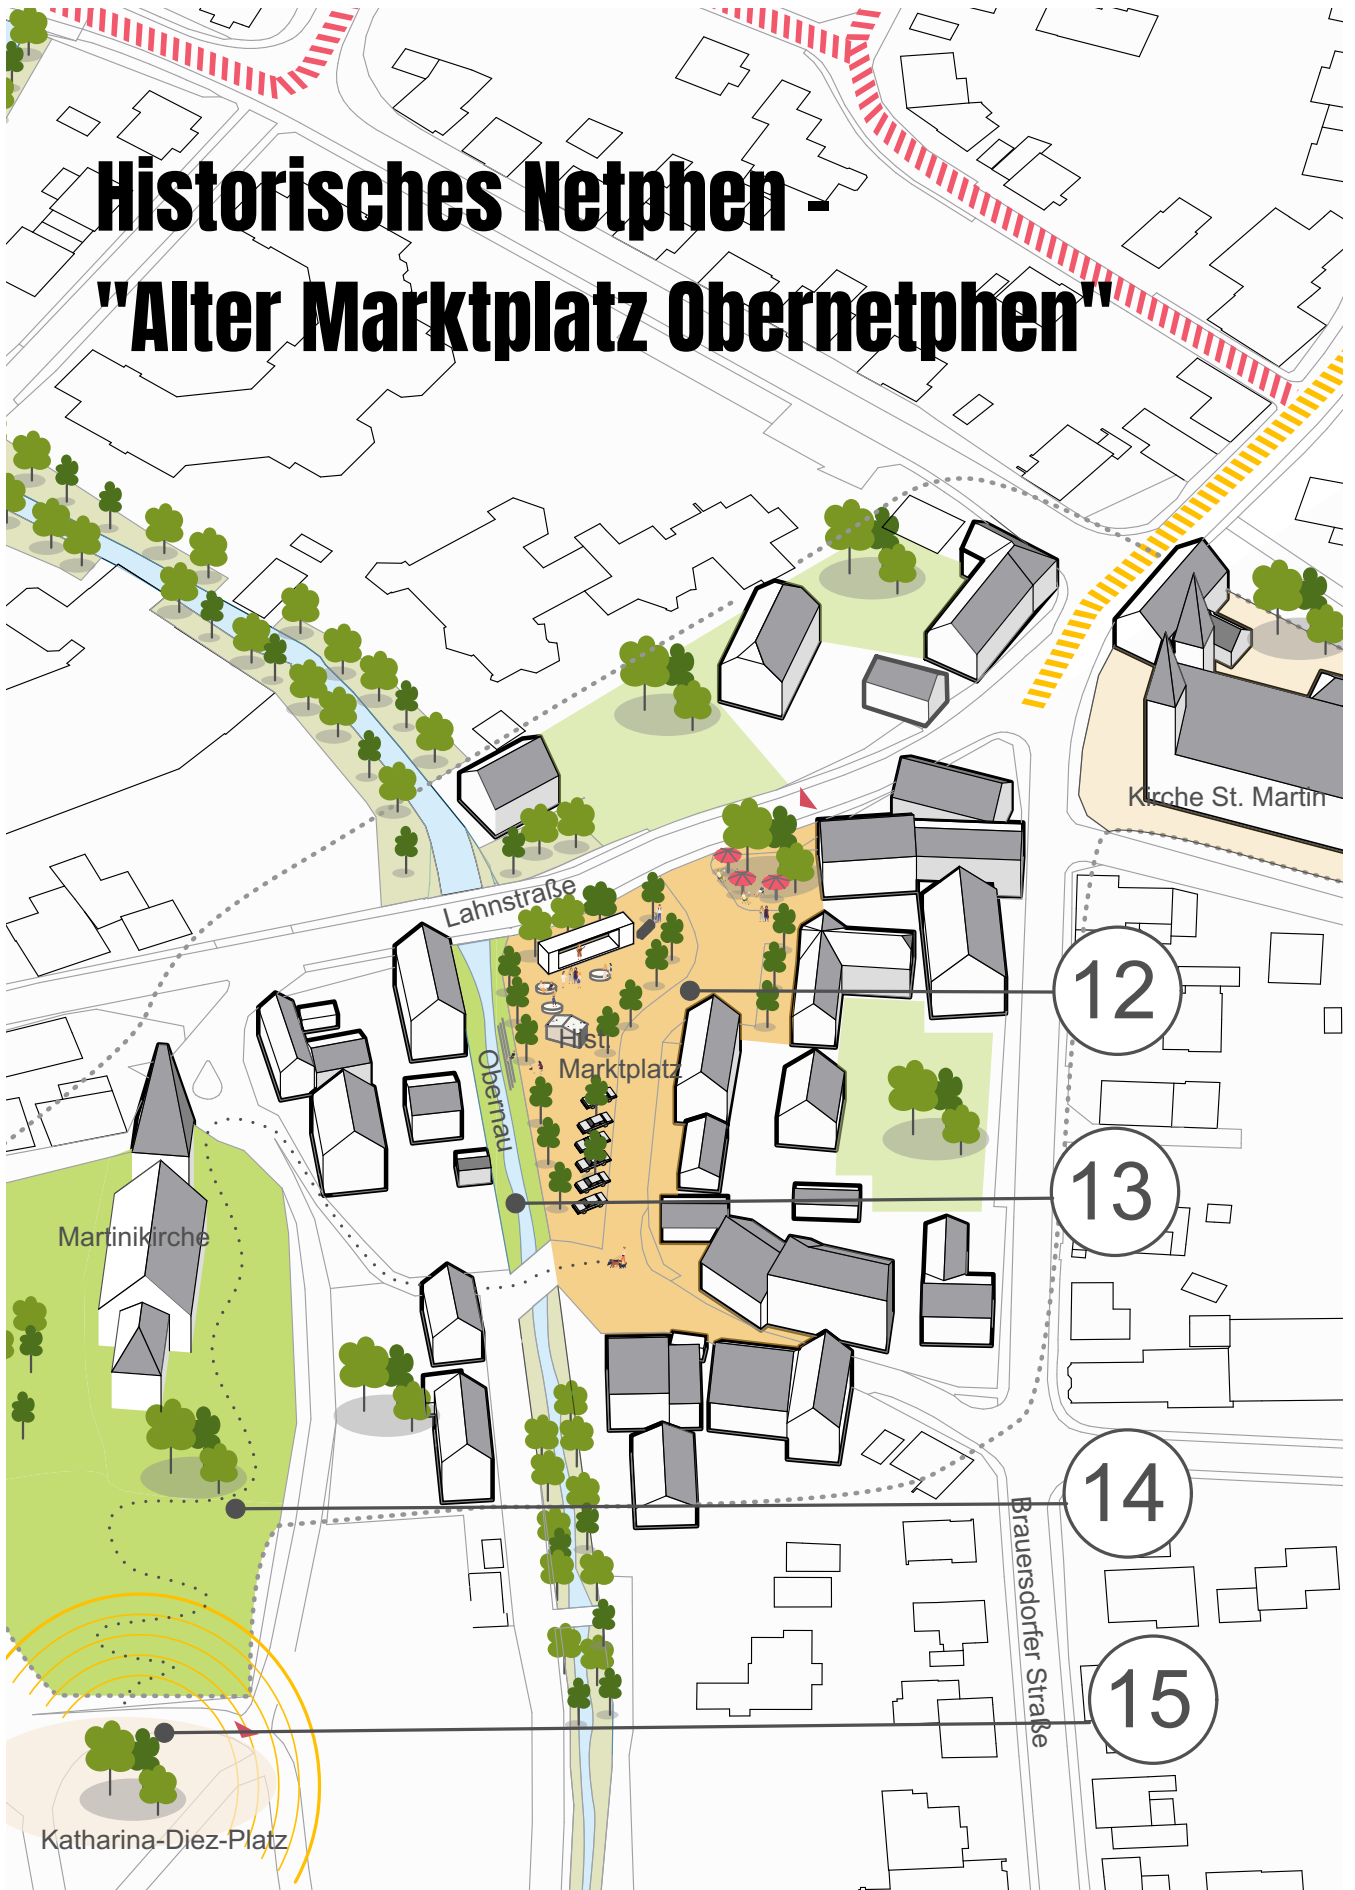 Historisches Netphen -
"Alter Marktplatz Obernetphen"
Kirche St. Martin
Lahnstraße
12
Hist.
Marktplatz
Obernau
13
Martinikirche
14
Brauersdorfer Straße
15
Katharina-Diez-Platz